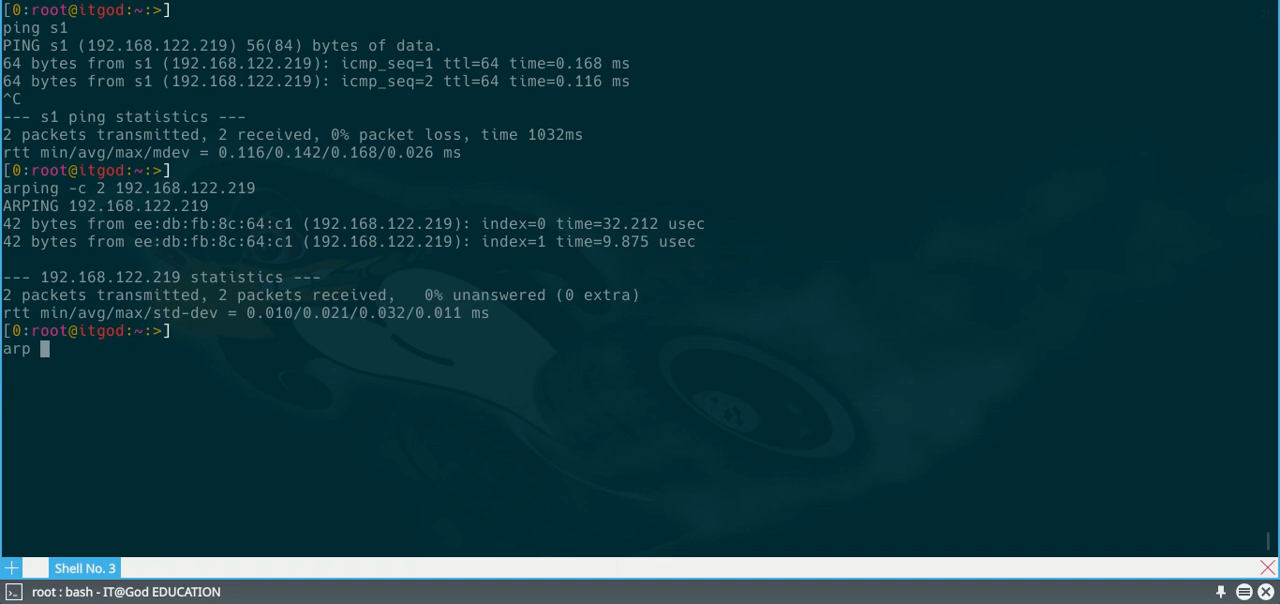 [0:root@itgod:~:>]
ping s1
PING s1 (192.168.122.219) 56(84) bytes of data.
64 bytes from s1 (192.168.122.219): icmp_seq=1 ttl=64 time=0.168 ms
64 bytes from s1 (192.168.122.219): icmp_seq=2 ttl=64 time=0.116 ms
^C
--- s1 ping statistics ---
2 packets transmitted, 2 received, 0% packet loss, time 1032ms
rtt min/avg/max/mdev = 0.116/0.142/0.168/0.026 ms
[0:root@itgod:~:>]
arping -c 2 192.168.122.219
ARPING 192.168.122.219
42 bytes from ee:db:fb:8c:64:c1 (192.168.122.219): index=0 time=32.212 usec
42 bytes from ee:db:fb:8c:64:c1 (192.168.122.219): index=1 time=9.875 usec

--- 192.168.122.219 statistics ---
2 packets transmitted, 2 packets received,   0% unanswered (0 extra)
rtt min/avg/max/std-dev = 0.010/0.021/0.032/0.011 ms
[0:root@itgod:~:>]
arp
Shell No. 3
root : bash - IT@God EDUCATION